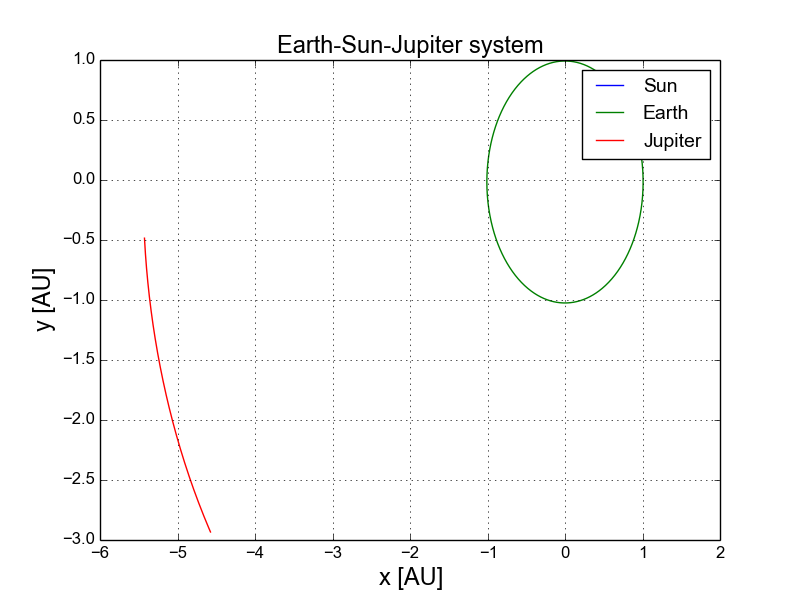 Earth-Sun-Jupiter system
Sun
Earth
Jupiter
1.0
0.5
0.0
−0.5
−1.0
−1.5
−2.0
−2.5
−3.0
y [AU]
−6 −5 −4 −3 −2 −1 0 1 2
x [AU]